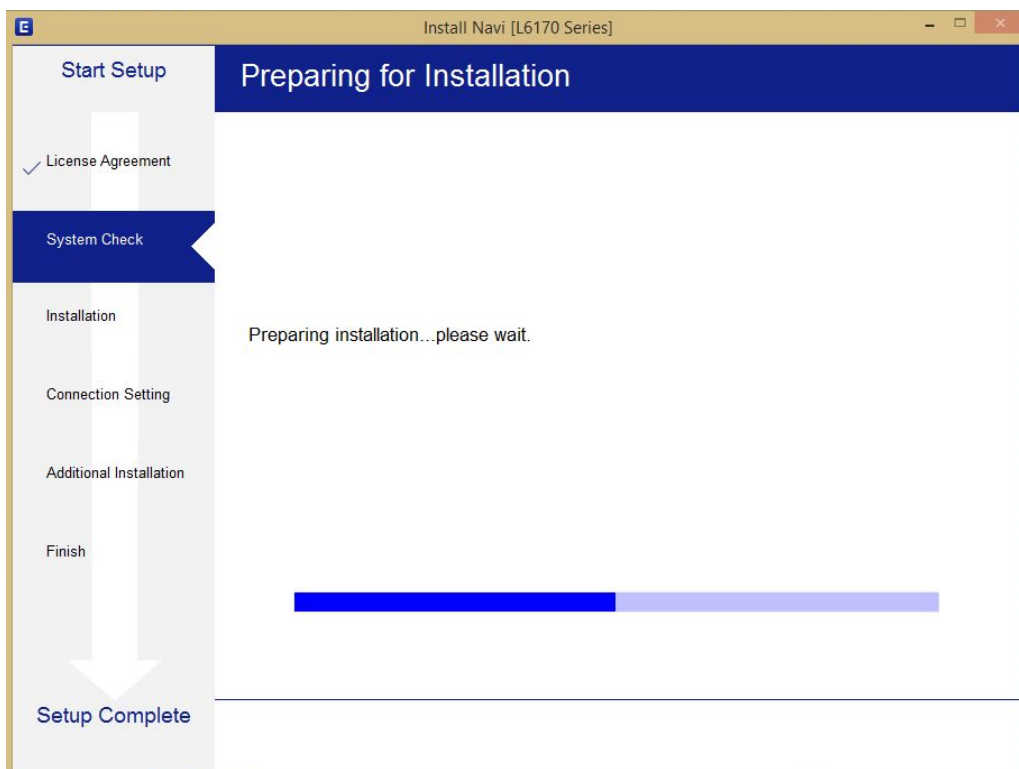 E
Install Navi [L6170 Series]
Start Setup
Preparing for Installation
License Agreement
System Check
Installation
Preparing installation...please wait.
Connection Setting
Additional Installation
Finish
Setup Complete